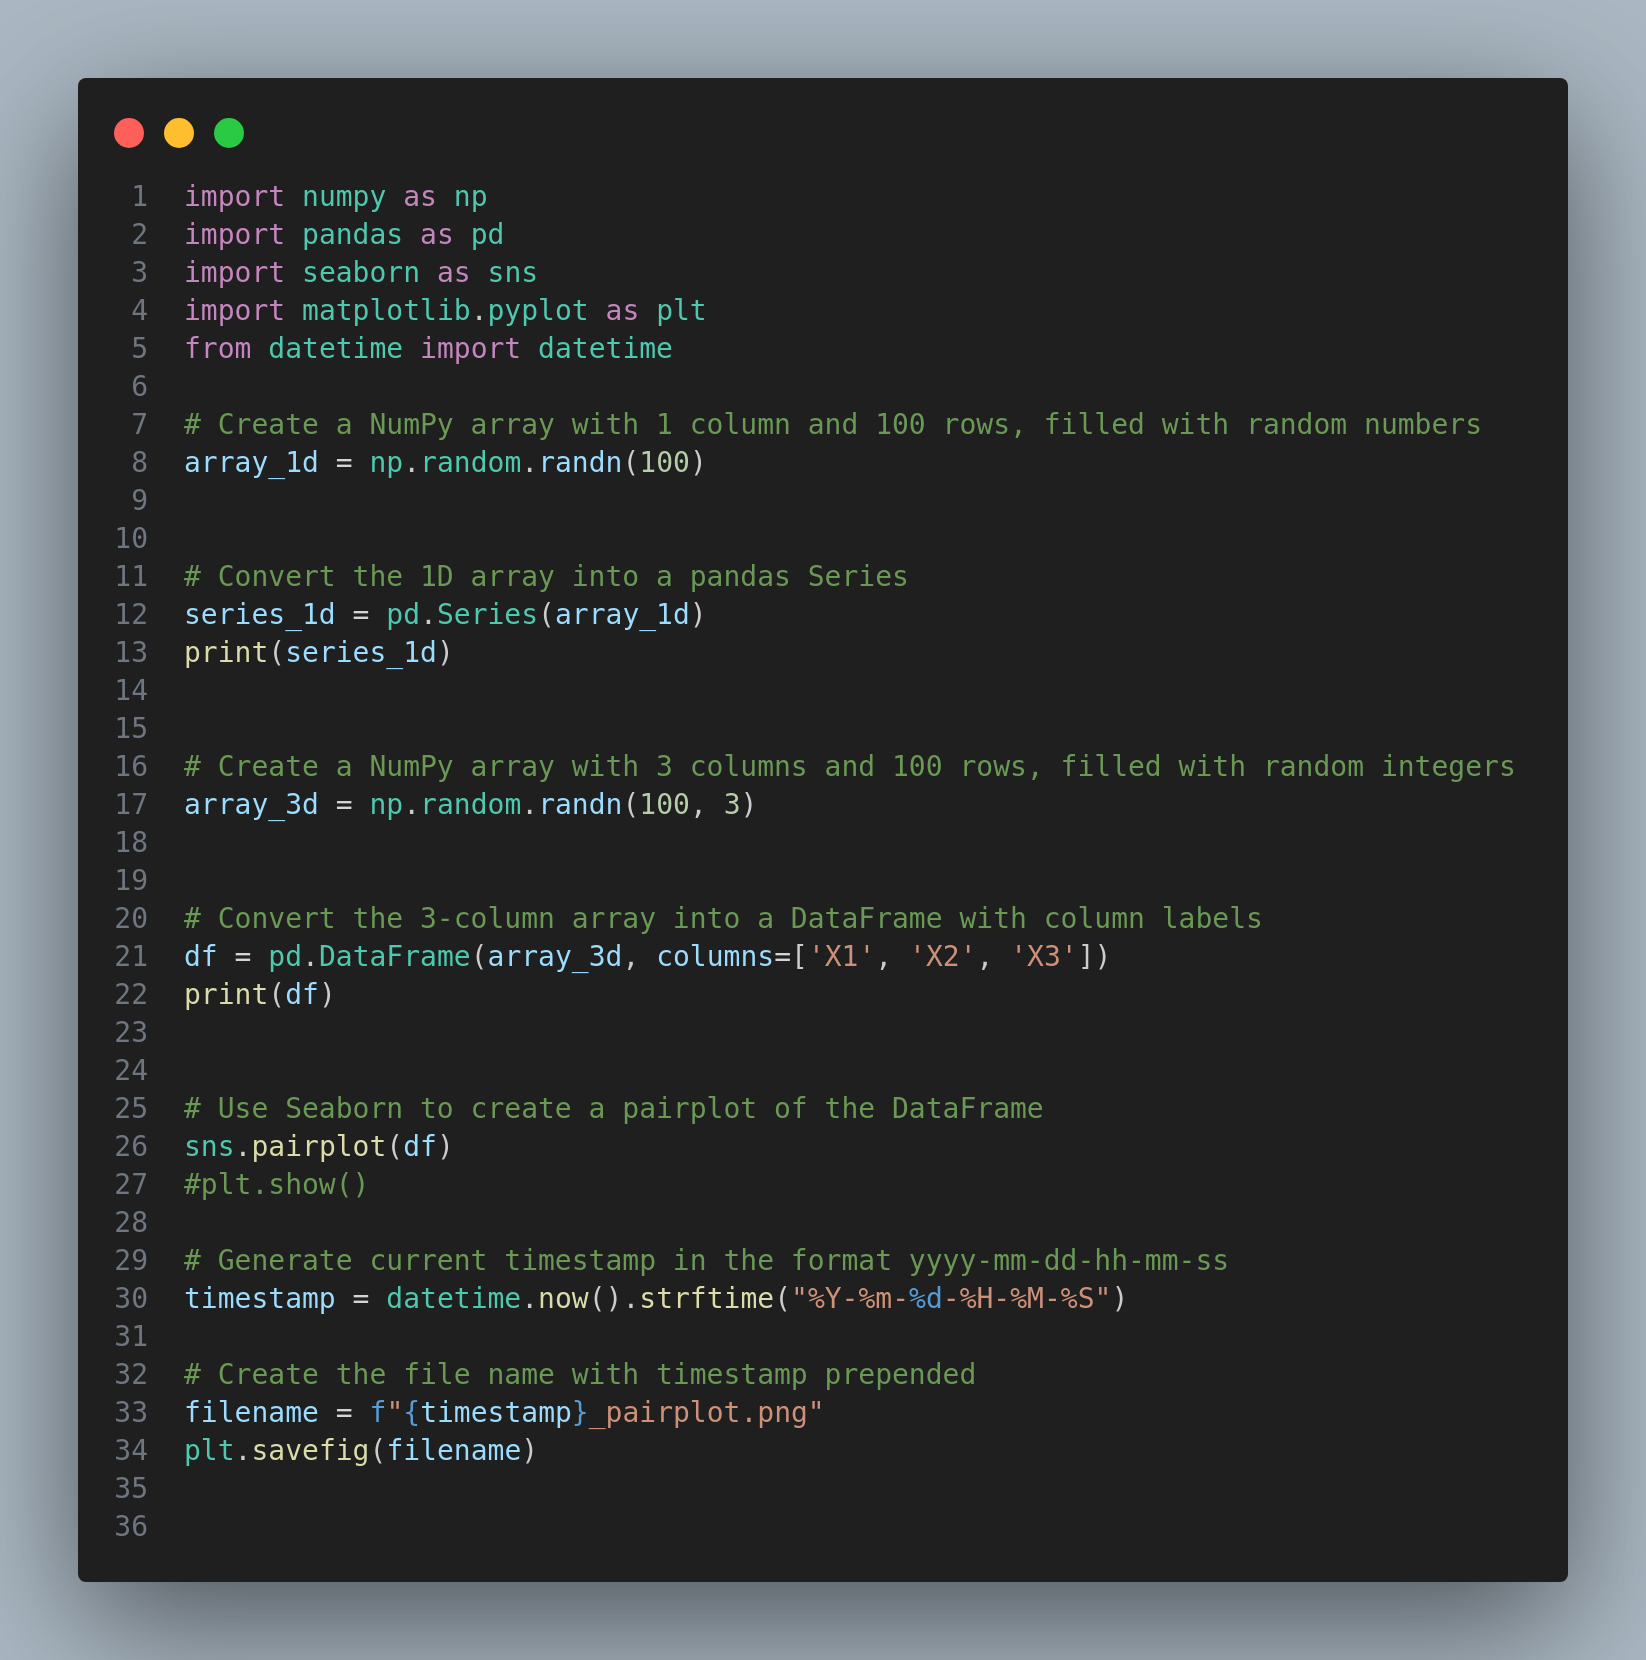 1 import numpy as np
2 import pandas as pd
3 import seaborn as sns
4 import matplotlib.pyplot as plt
5 from datetime import datetime
6
7 # Create a NumPy array with 1 column and 100 rows, filled with random numbers
8 array_1d = np.random.randn(100)
9
10
11 # Convert the 1D array into a pandas Series
12 series_1d = pd.Series(array_1d)
13 print(series_1d)
14
15
16 # Create a NumPy array with 3 columns and 100 rows, filled with random integers
17 array_3d = np.random.randn(100, 3)
18
19
20 # Convert the 3-column array into a DataFrame with column labels
21 df = pd.DataFrame(array_3d, columns=['X1', 'X2', 'X3'])
22 print(df)
23
24
25 # Use Seaborn to create a pairplot of the DataFrame
26 sns.pairplot(df)
27 #plt.show()
28
29 # Generate current timestamp in the format yyyy-mm-dd-hh-mm-ss
30 timestamp = datetime.now().strftime("%Y-%m-%d-%H-%M-%S")
31
32 # Create the file name with timestamp prepended
33 filename = f"{timestamp}_pairplot.png"
34 plt.savefig(filename)
35
36